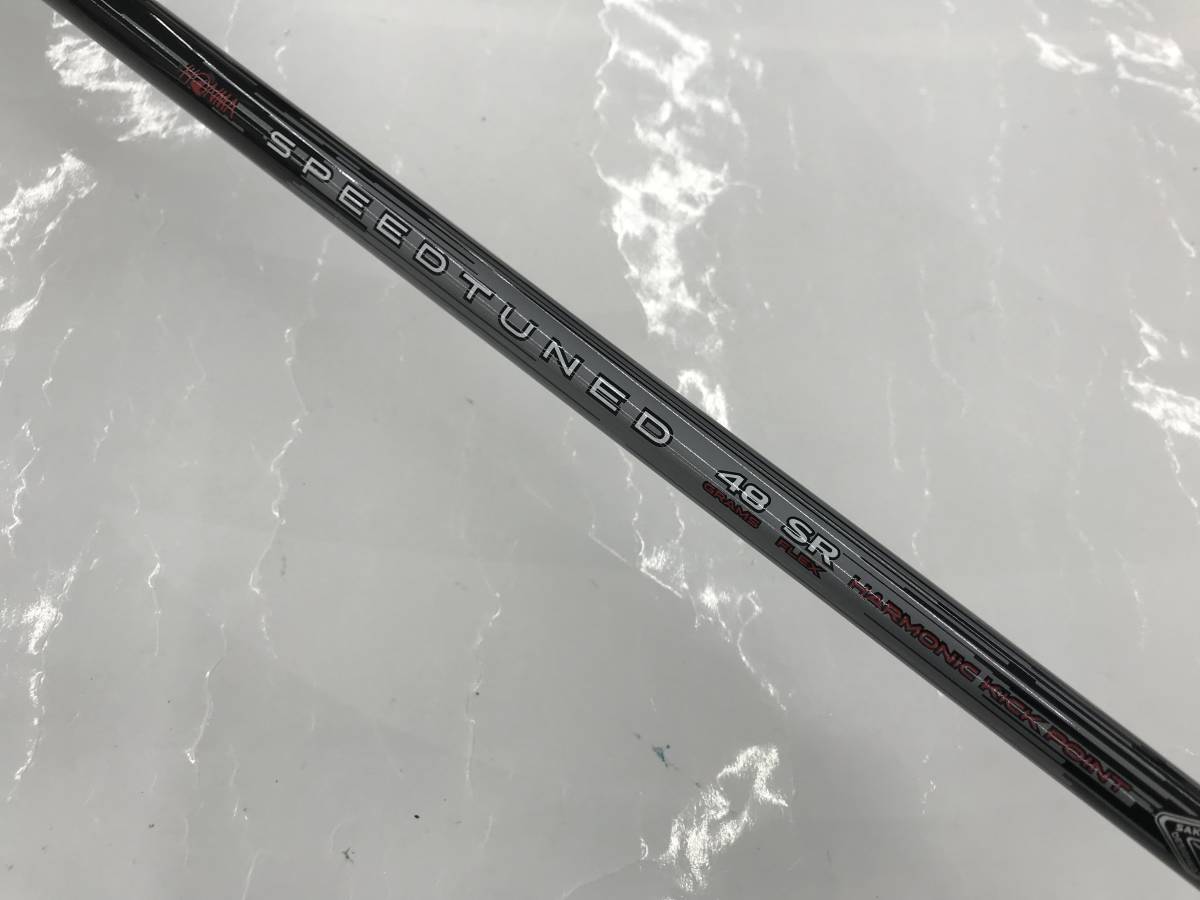 HONMA
SPEEDTUNED
48 SR
GRAMS FLEX
HARMONIC KICK POINT